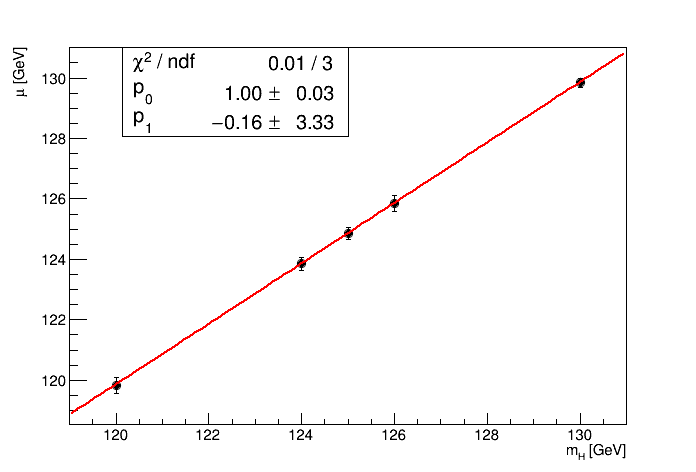 μ [GeV]
χ² / ndf 0.01 / 3
p₀ 1.00 ± 0.03
p₁ −0.16 ± 3.33
130
128
126
124
122
120
120 122 124 126 128 130
m_H [GeV]